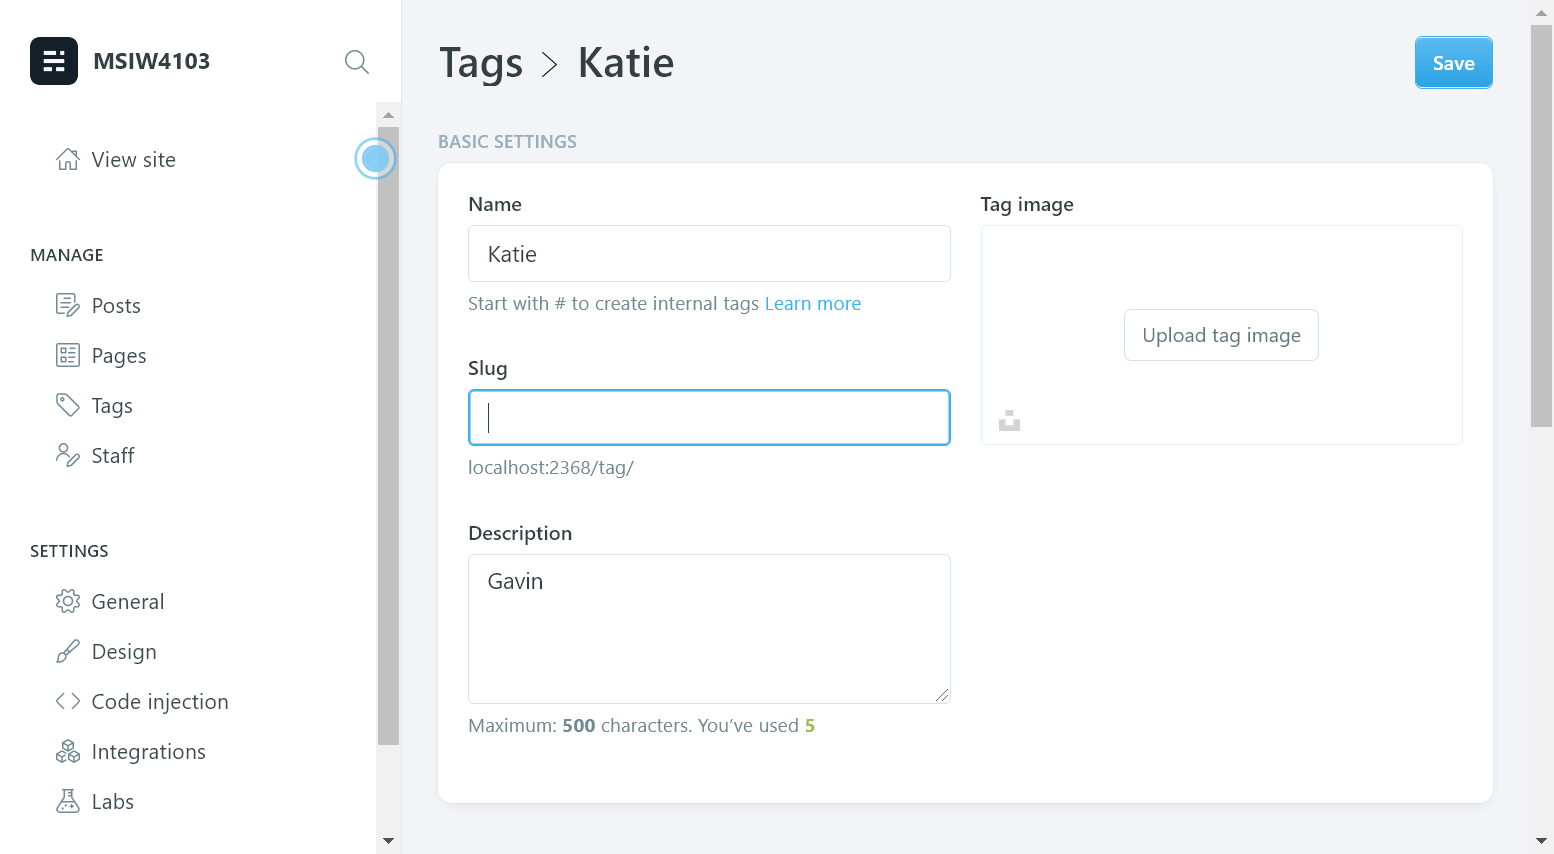 MSIW4103
View site
MANAGE
Posts
Pages
Tags
Staff
SETTINGS
General
Design
Code injection
Integrations
Labs
Tags > Katie
Save
BASIC SETTINGS
Name
Katie
Start with # to create internal tags Learn more
Slug
localhost:2368/tag/
Description
Gavin
Maximum: 500 characters. You’ve used 5
Tag image
Upload tag image